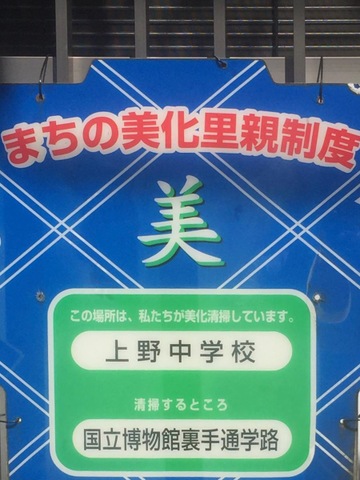 まちの美化里親制度
美
この場所は、私たちが美化清掃しています。
上野中学校
清掃するところ
国立博物館裏手通学路